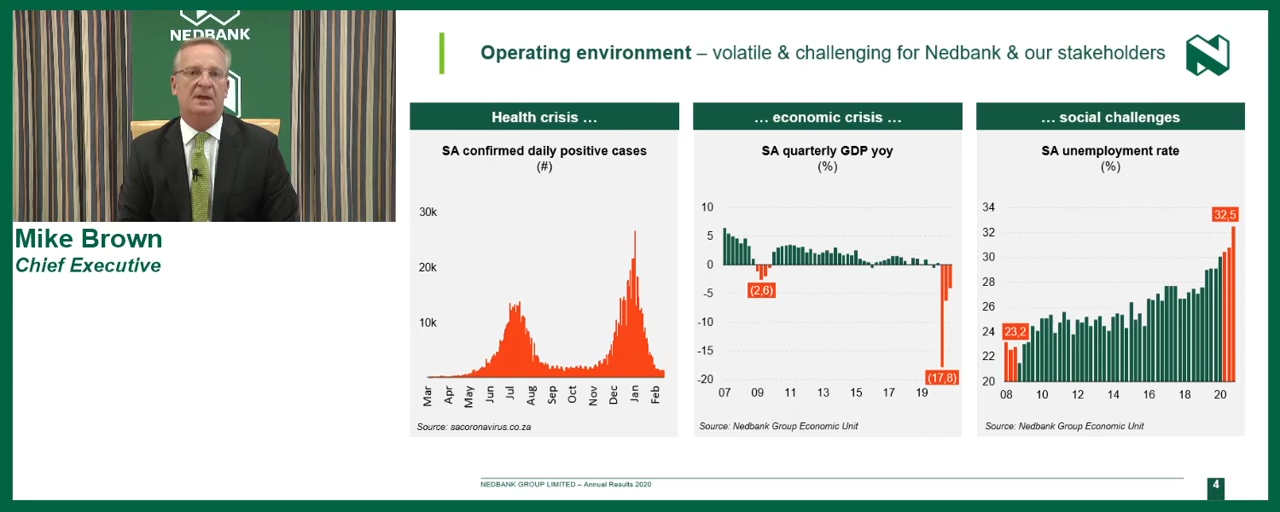 NEDBANK
Mike Brown
Chief Executive
Operating environment – volatile & challenging for Nedbank & our stakeholders
Health crisis …
SA confirmed daily positive cases
(#)
30k
20k
10k
Mar
Apr
May
Jun
Jul
Aug
Sep
Oct
Nov
Dec
Jan
Feb
Source: sacoronavirus.co.za
… economic crisis …
SA quarterly GDP yoy
(%)
10
5
0
-5
-10
-15
-20
(2,6)
(17,8)
07
09
11
13
15
17
19
Source: Nedbank Group Economic Unit
… social challenges
SA unemployment rate
(%)
34
32
30
28
26
24
22
20
23,2
32,5
08
10
12
14
16
18
20
Source: Nedbank Group Economic Unit
NEDBANK GROUP LIMITED – Annual Results 2020
4